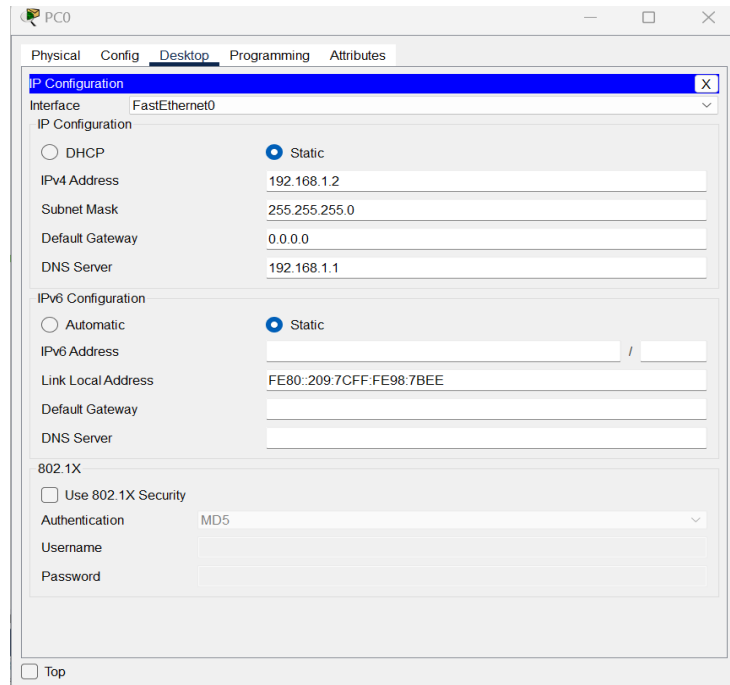 PC0
Physical Config Desktop Programming Attributes
IP Configuration X
Interface FastEthernet0
IP Configuration
DHCP Static
IPv4 Address 192.168.1.2
Subnet Mask 255.255.255.0
Default Gateway 0.0.0.0
DNS Server 192.168.1.1
IPv6 Configuration
Automatic Static
IPv6 Address /
Link Local Address FE80::209:7CFF:FE98:7BEE
Default Gateway
DNS Server
802.1X
Use 802.1X Security
Authentication MD5
Username
Password
Top